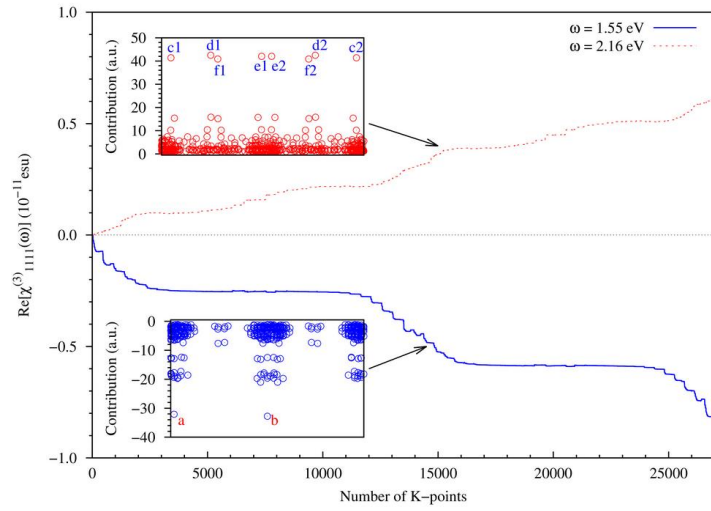 1.0
0.5
0.0
−0.5
−1.0
Re[χ(3)1111(ω)] (10−11esu)
0
5000
10000
15000
20000
25000
Number of K−points
ω = 1.55 eV
ω = 2.16 eV
50
40
30
20
10
0
Contribution (a.u.)
c1
d1
f1
e1
e2
d2
f2
c2
0
−10
−20
−30
−40
Contribution (a.u.)
a
b